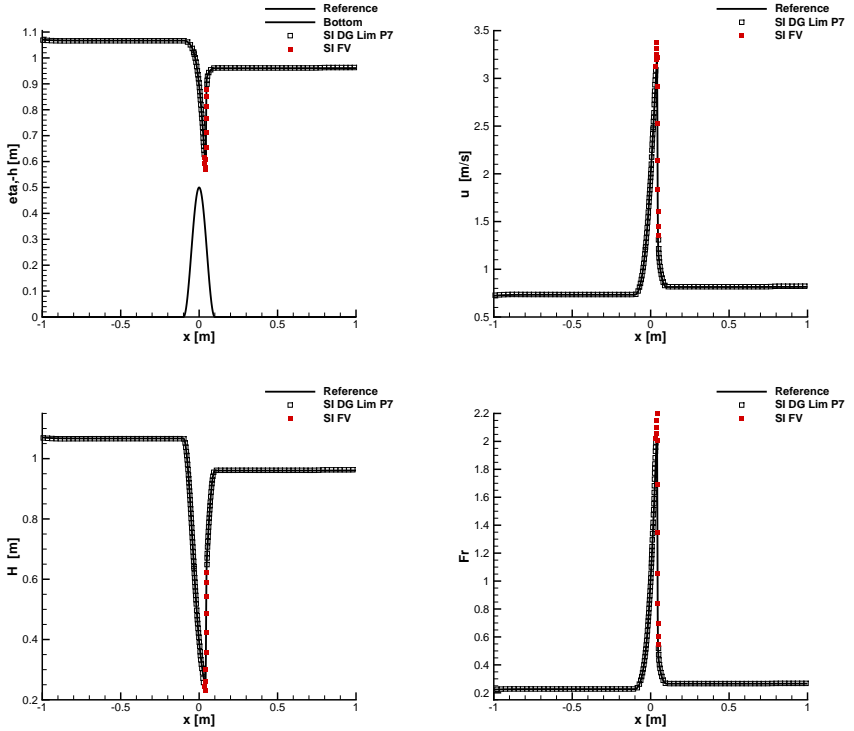 Reference
Bottom
SI DG Lim P7
SI FV
eta,-h [m]
1.1
1
0.9
0.8
0.7
0.6
0.5
0.4
0.3
0.2
0.1
0
-1
-0.5
0
0.5
1
x [m]
Reference
SI DG Lim P7
SI FV
u [m/s]
3.5
3
2.5
2
1.5
1
0.5
-1
-0.5
0
0.5
1
x [m]
Reference
SI DG Lim P7
SI FV
H [m]
1
0.8
0.6
0.4
0.2
-1
-0.5
0
0.5
1
x [m]
Reference
SI DG Lim P7
SI FV
Fr
2.2
2
1.8
1.6
1.4
1.2
1
0.8
0.6
0.4
0.2
-1
-0.5
0
0.5
1
x [m]